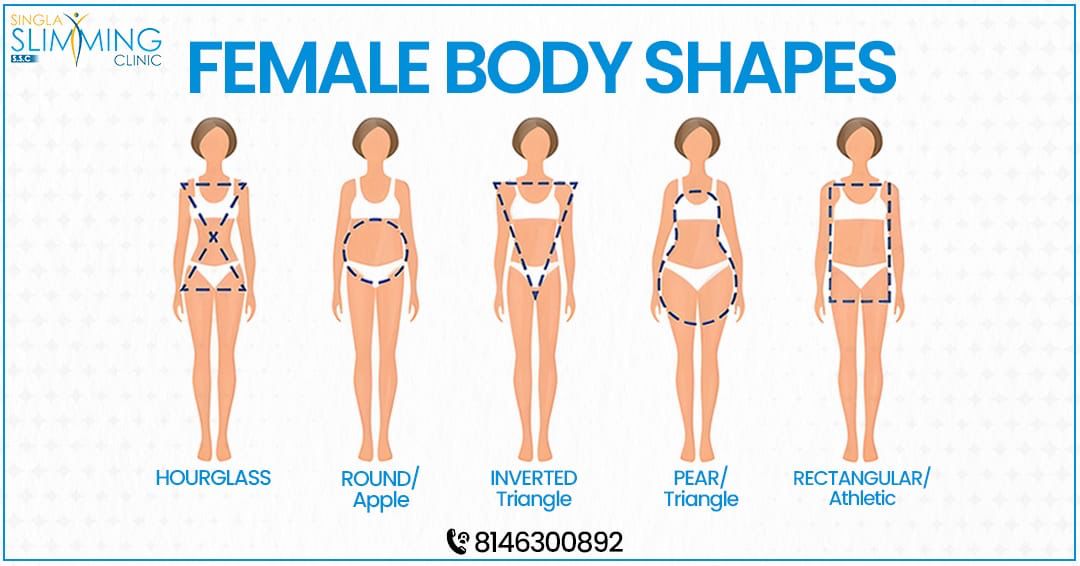 SINGLA
SLIMMING
S.S.C
CLINIC
FEMALE BODY SHAPES
x
HOURGLASS
ROUND/
Apple
INVERTED
Triangle
PEAR/
Triangle
RECTANGULAR/
Athletic
8146300892